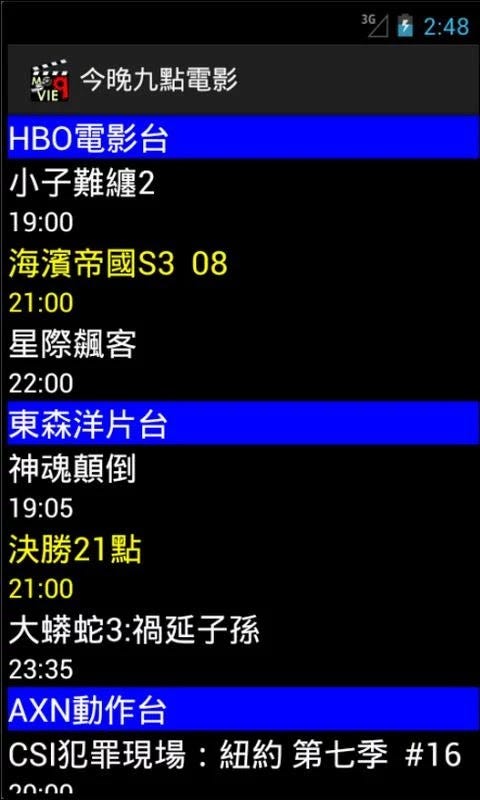 3G
2:48
MOVIE 9
今晚九點電影
HBO電影台
小子難纏2
19:00
海濱帝國S3 08
21:00
星際飆客
22:00
東森洋片台
神魂顛倒
19:05
決勝21點
21:00
大蟒蛇3:禍延子孫
23:35
AXN動作台
CSI犯罪現場：紐約 第七季 #16
20:00